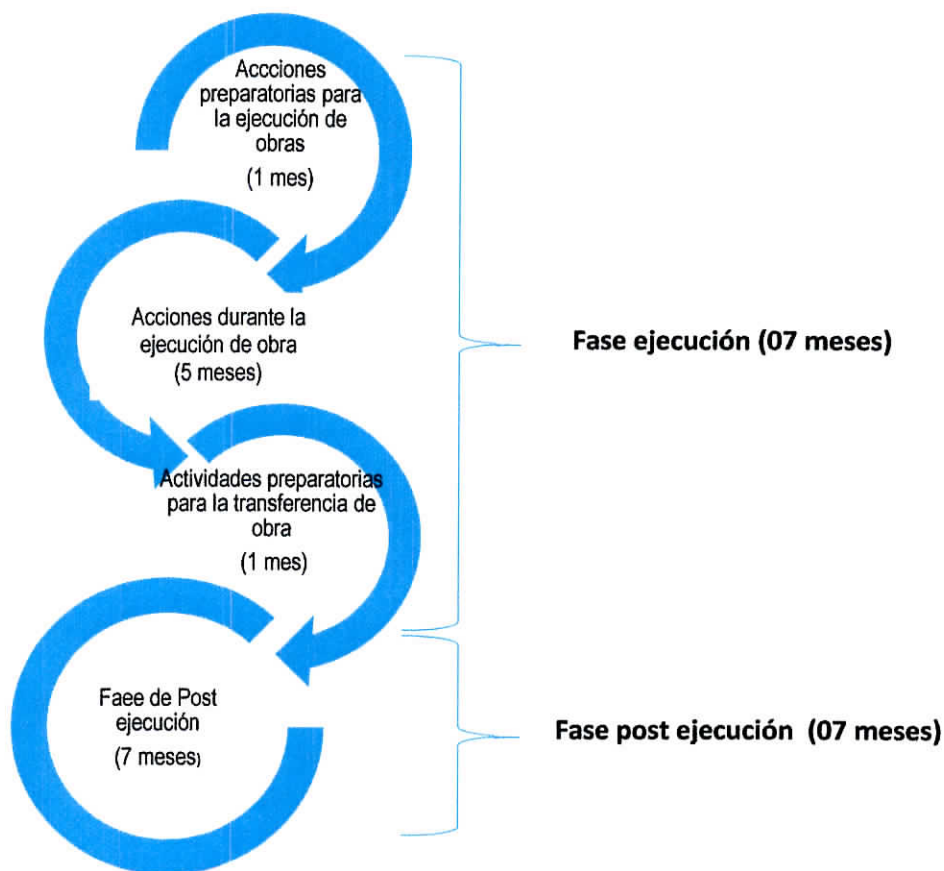 Accciones
preparatorias para
la ejecución de
obras
(1 mes)
Acciones durante la
ejecución de obra
(5 meses)
Fase ejecución (07 meses)
Actividades preparatorias
para la transferencia de
obra
(1 mes)
Faee de Post
ejecución
(7 meses)
Fase post ejecución (07 meses)